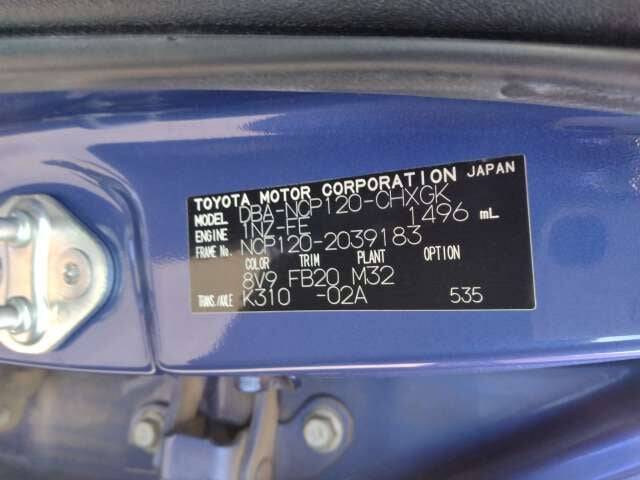 TOYOTA MOTOR CORPORATION JAPAN
MODEL DBA-NCP120-CHXGK
ENGINE 1NZ-FE 1496 mL
FRAME No. NCP120-2039183
COLOR TRIM PLANT OPTION
8V9 FB20 M32
TRANS./AXLE K310 -02A 535